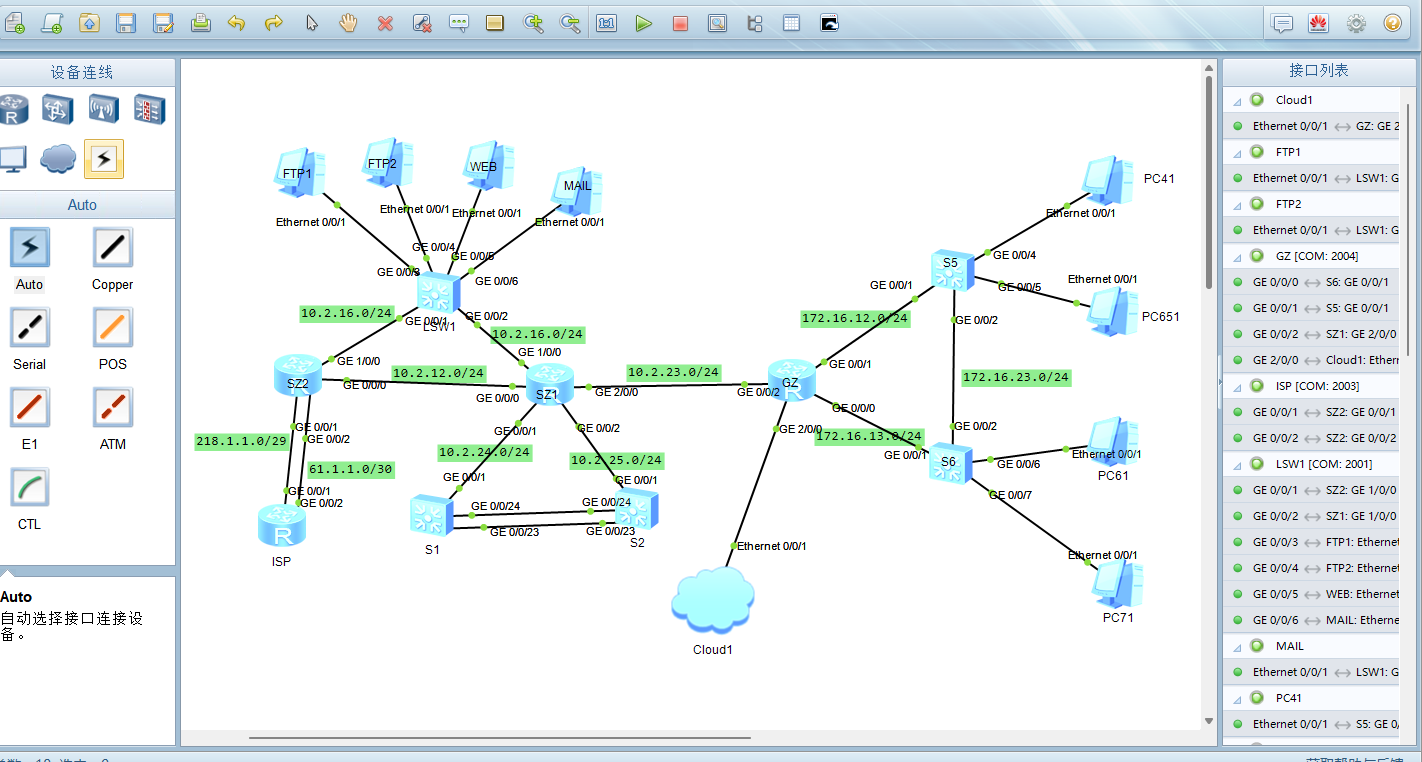 1:1
设备连线
R
Auto
Auto
Copper
Serial
POS
E1
ATM
CTL
Auto
自动选择接口连接设
备。
FTP1
FTP2
WEB
MAIL
Ethernet 0/0/1
Ethernet 0/0/1
Ethernet 0/0/1
Ethernet 0/0/1
GE 0/0/4
GE 0/0/5
GE 0/0/3
GE 0/0/6
10.2.16.0/24
GE 0/0/1
LSW1
GE 0/0/2
10.2.16.0/24
GE 1/0/0
GE 1/0/0
SZ2
GE 0/0/0
10.2.12.0/24
GE 0/0/0
SZ1
GE 2/0/0
10.2.23.0/24
GE 0/0/2
GZ
R
GE 0/0/1
GE 0/0/0
GE 2/0/0
172.16.12.0/24
172.16.13.0/24
172.16.23.0/24
GE 0/0/1
S5
GE 0/0/4
GE 0/0/5
GE 0/0/2
Ethernet 0/0/1
PC41
Ethernet 0/0/1
PC651
GE 0/0/2
GE 0/0/1
S6
GE 0/0/6
GE 0/0/7
Ethernet 0/0/1
PC61
Ethernet 0/0/1
PC71
218.1.1.0/29
GE 0/0/1
GE 0/0/2
61.1.1.0/30
GE 0/0/1
GE 0/0/2
R
ISP
GE 0/0/1
GE 0/0/2
10.2.24.0/24
10.2.25.0/24
GE 0/0/1
GE 0/0/1
GE 0/0/24
GE 0/0/24
GE 0/0/23
GE 0/0/23
S1
S2
Ethernet 0/0/1
Cloud1
接口列表
Cloud1
Ethernet 0/0/1 GZ: GE 2
FTP1
Ethernet 0/0/1 LSW1: G
FTP2
Ethernet 0/0/1 LSW1: G
GZ [COM: 2004]
GE 0/0/0 S6: GE 0/0/1
GE 0/0/1 S5: GE 0/0/1
GE 0/0/2 SZ1: GE 2/0/0
GE 2/0/0 Cloud1: Ether
ISP [COM: 2003]
GE 0/0/1 SZ2: GE 0/0/1
GE 0/0/2 SZ2: GE 0/0/2
LSW1 [COM: 2001]
GE 0/0/1 SZ2: GE 1/0/0
GE 0/0/2 SZ1: GE 1/0/0
GE 0/0/3 FTP1: Ethernet
GE 0/0/4 FTP2: Ethernet
GE 0/0/5 WEB: Ethernet
GE 0/0/6 MAIL: Etherne
MAIL
Ethernet 0/0/1 LSW1: G
PC41
Ethernet 0/0/1 S5: GE 0/